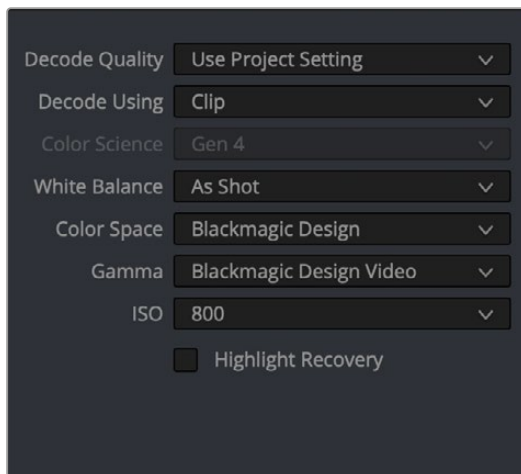 Decode Quality Use Project Setting
Decode Using Clip
Color Science Gen 4
White Balance As Shot
Color Space Blackmagic Design
Gamma Blackmagic Design Video
ISO 800
Highlight Recovery